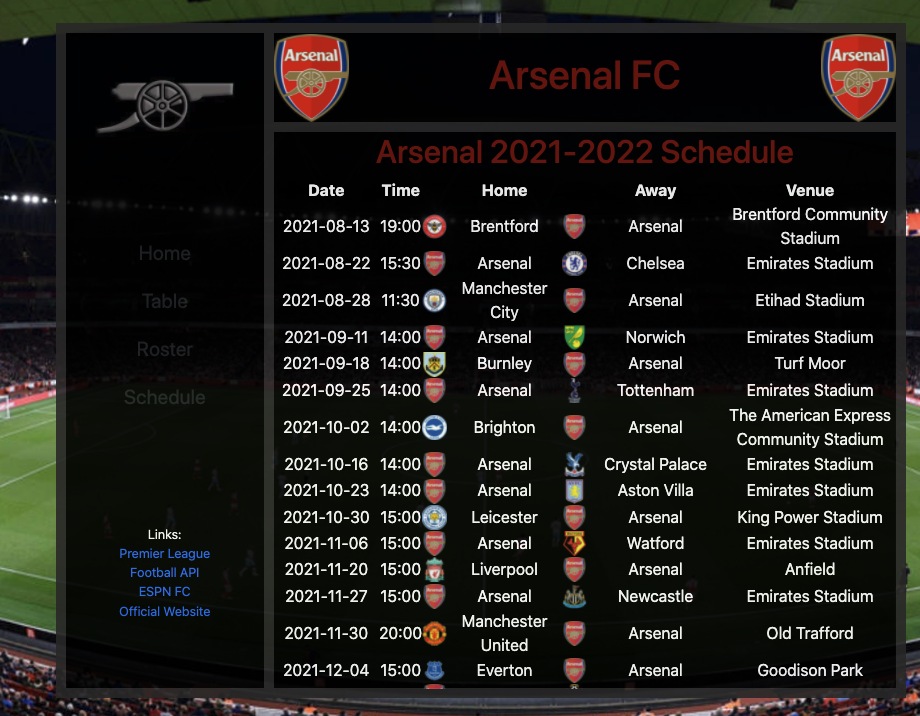 Arsenal
Arsenal FC
Arsenal
Home
Table
Roster
Schedule
Links:
Premier League
Football API
ESPN FC
Official Website
Arsenal 2021-2022 Schedule
Date Time Home Away Venue
2021-08-13 19:00 Brentford Arsenal Brentford Community
Stadium
2021-08-22 15:30 Arsenal Chelsea Emirates Stadium
2021-08-28 11:30 Manchester
City Arsenal Etihad Stadium
2021-09-11 14:00 Arsenal Norwich Emirates Stadium
2021-09-18 14:00 Burnley Arsenal Turf Moor
2021-09-25 14:00 Arsenal Tottenham Emirates Stadium
2021-10-02 14:00 Brighton Arsenal The American Express
Community Stadium
2021-10-16 14:00 Arsenal Crystal Palace Emirates Stadium
2021-10-23 14:00 Arsenal Aston Villa Emirates Stadium
2021-10-30 15:00 Leicester Arsenal King Power Stadium
2021-11-06 15:00 Arsenal Watford Emirates Stadium
2021-11-20 15:00 Liverpool Arsenal Anfield
2021-11-27 15:00 Arsenal Newcastle Emirates Stadium
2021-11-30 20:00 Manchester
United Arsenal Old Trafford
2021-12-04 15:00 Everton Arsenal Goodison Park